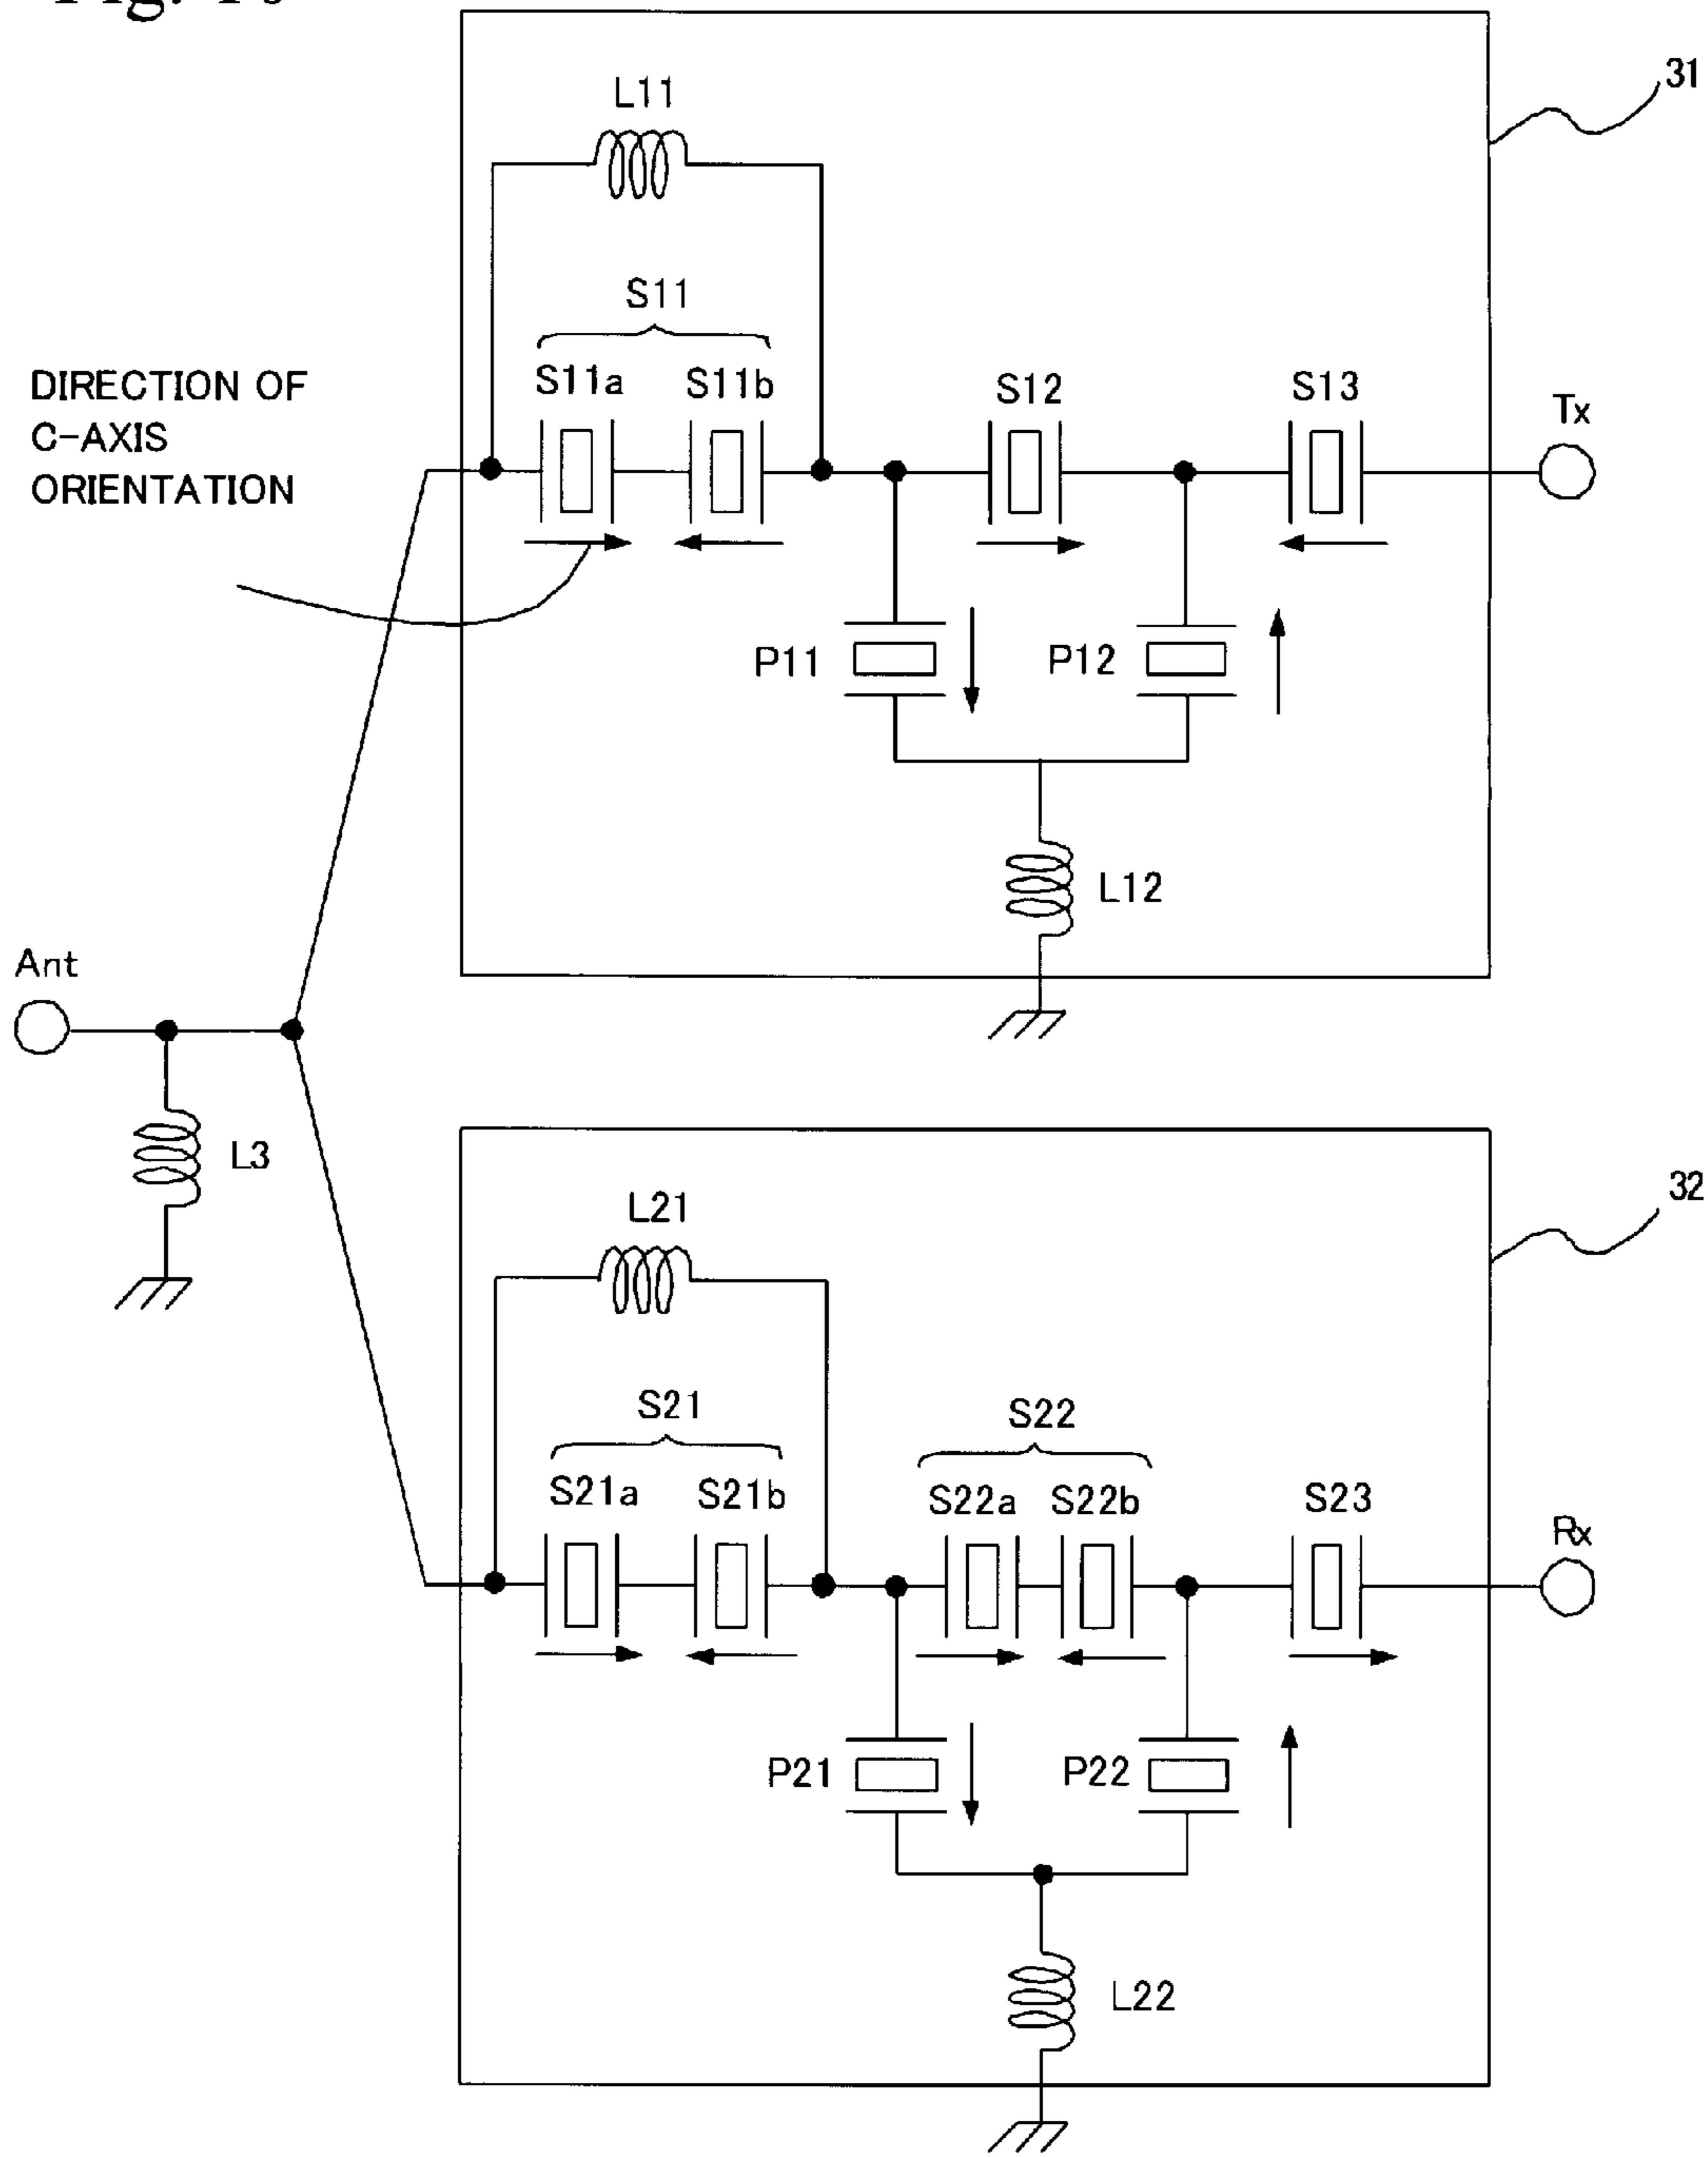 Fig.
31
L11
S11
DIRECTION OF
C-AXIS
ORIENTATION
S11a
S11b
S12
S13
Tx
P11
P12
L12
Ant
L3
32
L21
S21
S22
S21a
S21b
S22a
S22b
S23
Rx
P21
P22
L22